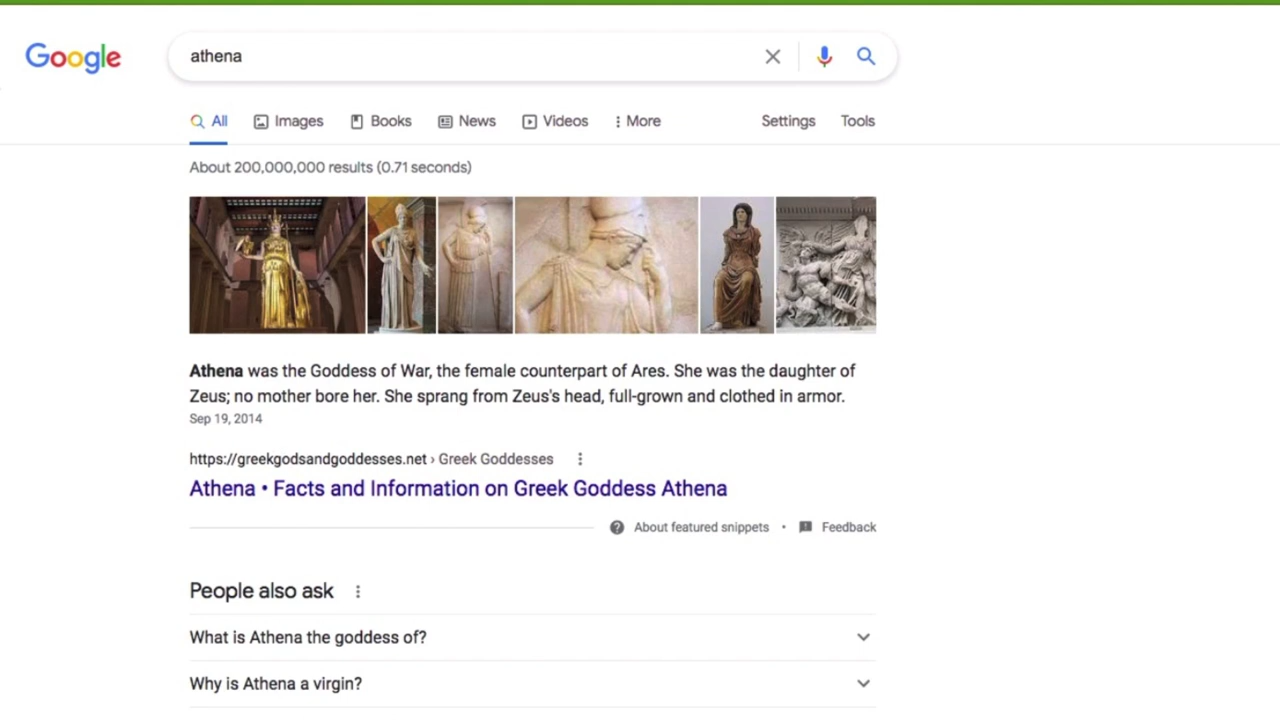 Google
athena
All Images Books News Videos More Settings Tools
About 200,000,000 results (0.71 seconds)
Athena was the Goddess of War, the female counterpart of Ares. She was the daughter of
Zeus; no mother bore her. She sprang from Zeus's head, full-grown and clothed in armor.
Sep 19, 2014
https://greekgodsandgoddesses.net › Greek Goddesses
Athena • Facts and Information on Greek Goddess Athena
About featured snippets • Feedback
People also ask
What is Athena the goddess of?
Why is Athena a virgin?